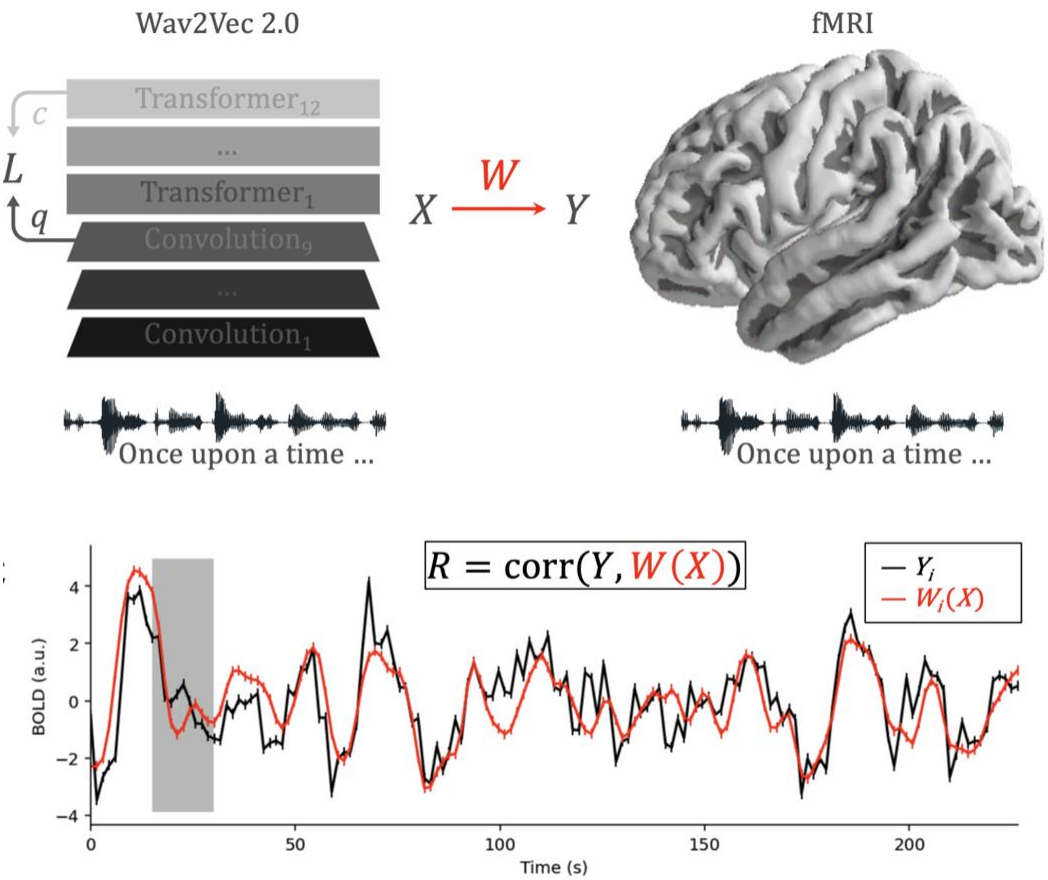 Wav2Vec 2.0
fMRI
Transformer₁₂
c
...
L
Transformer₁
q
Convolution₉
...
Convolution₁
X
W
Y
Once upon a time ...
Once upon a time ...
R = corr(Y, W(X))
Yᵢ
Wᵢ(X)
BOLD (a.u.)
4
2
0
−2
−4
0
50
100
150
200
Time (s)